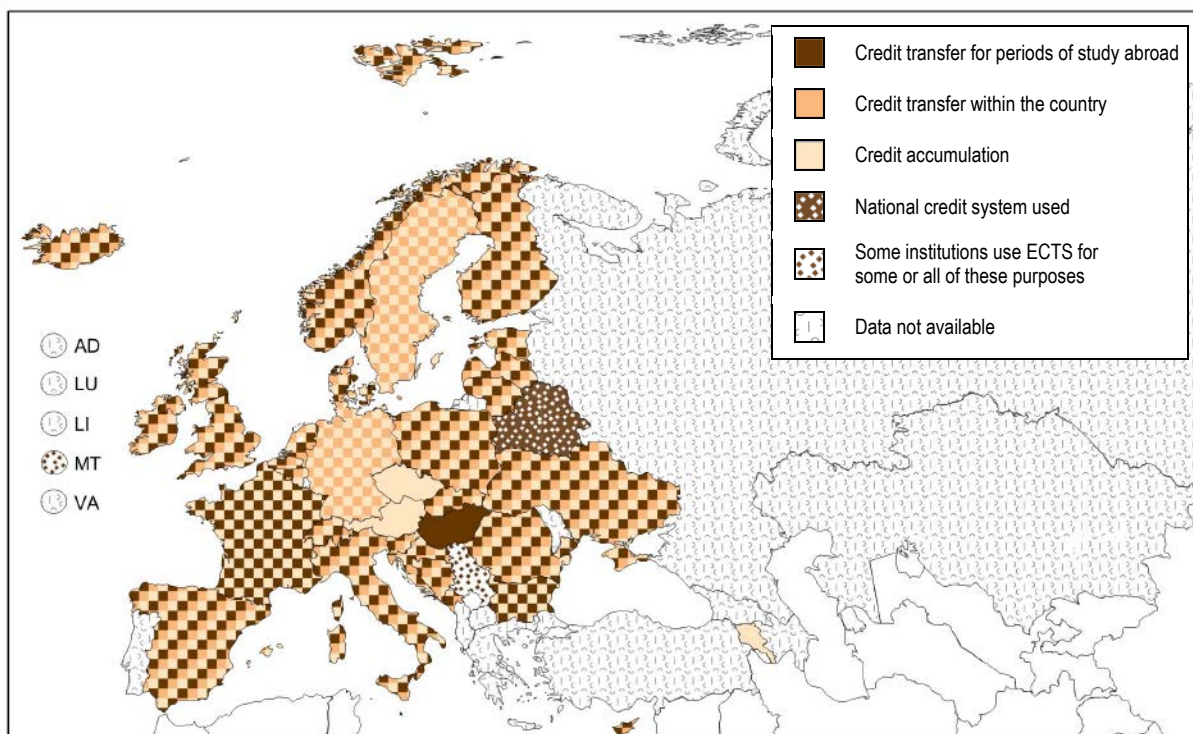 Credit transfer for periods of study abroad
Credit transfer within the country
Credit accumulation
National credit system used
Some institutions use ECTS for
some or all of these purposes
Data not available
AD
LU
LI
MT
VA